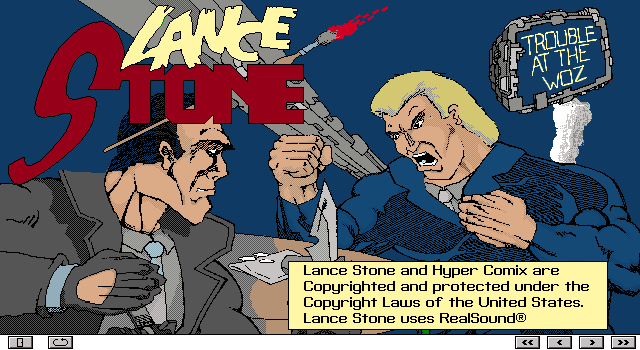 LANCE
STONE
TROUBLE
AT THE
WOZ
Lance Stone and Hyper Comix are
Copyrighted and protected under the
Copyright Laws of the United States.
Lance Stone uses RealSound®
<< < > >>